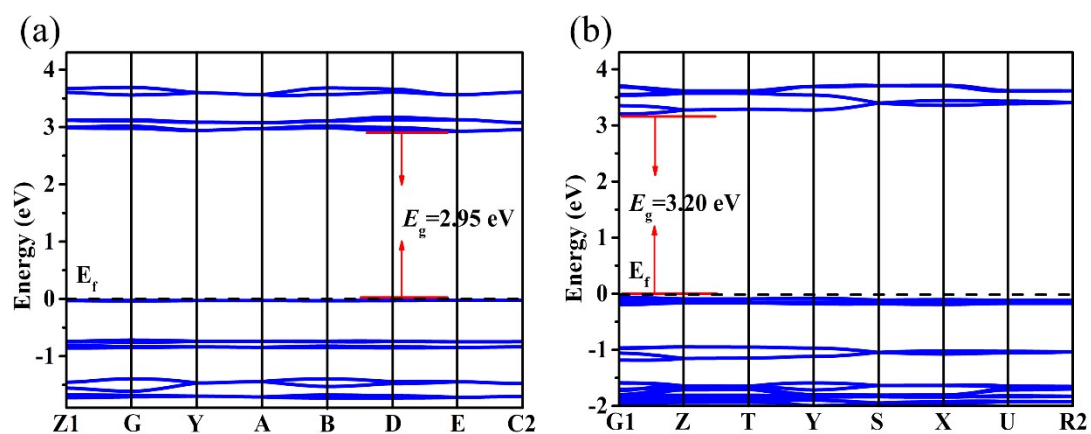 (a)
4
3
2
1
0
-1
Energy (eV)
E_g=2.95 eV
E_f
Z1 G Y A B D E C2
(b)
4
3
2
1
0
-1
-2
Energy (eV)
E_g=3.20 eV
E_f
G1 Z T Y S X U R2